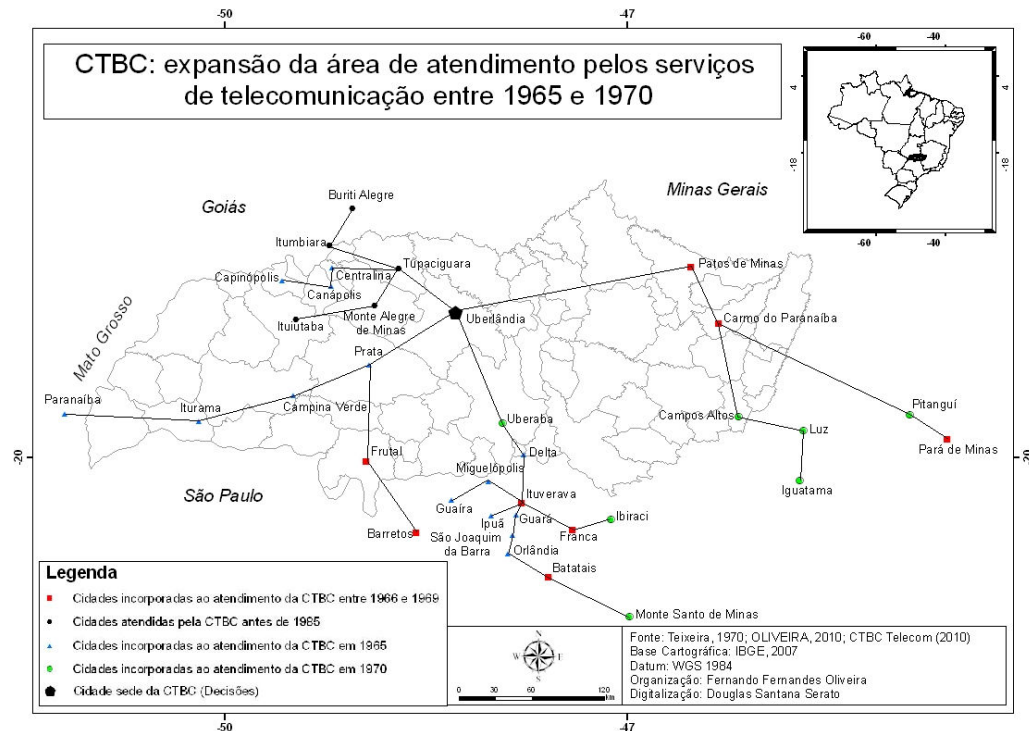 -50
-47
CTBC: expansão da área de atendimento pelos serviços
de telecomunicação entre 1965 e 1970
-60
-40
4
4
-18
-18
-60
-40
Minas Gerais
Goiás
Buriti Alegre
Itumbiara
Tupaciguara
Centralina
Capinópolis
Canápolis
Patos de Minas
Monte Alegre
de Minas
Ituiutaba
Uberlândia
Carmo do Paranaíba
Mato Grosso
Prata
Paranaíba
Iturama
Campina Verde
Uberaba
Campos Altos
Pitanguí
Luz
Pará de Minas
-20
Frutal
Delta
-20
Miguelópolis
Iguatama
São Paulo
Ituverava
Guaíra
Ipuã
Guará
Ibiraci
Barretos
São Joaquim
da Barra
Franca
Orlândia
Batatais
Monte Santo de Minas
Legenda
Cidades incorporadas ao atendimento da CTBC entre 1966 e 1969
Cidades atendidas pela CTBC antes de 1965
Cidades incorporadas ao atendimento da CTBC em 1965
Cidades incorporadas ao atendimento da CTBC em 1970
Cidade sede da CTBC (Decisões)
N
W
E
S
0
30
60
120
km
Fonte: Teixeira, 1970; OLIVEIRA, 2010; CTBC Telecom (2010)
Base Cartográfica: IBGE, 2007
Datum: WGS 1984
Organização: Fernando Fernandes Oliveira
Digitalização: Douglas Santana Serato
-50
-47